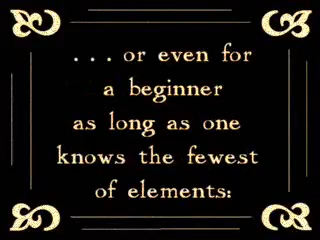 ... or even for
a beginner
as long as one
knows the fewest
of elements: